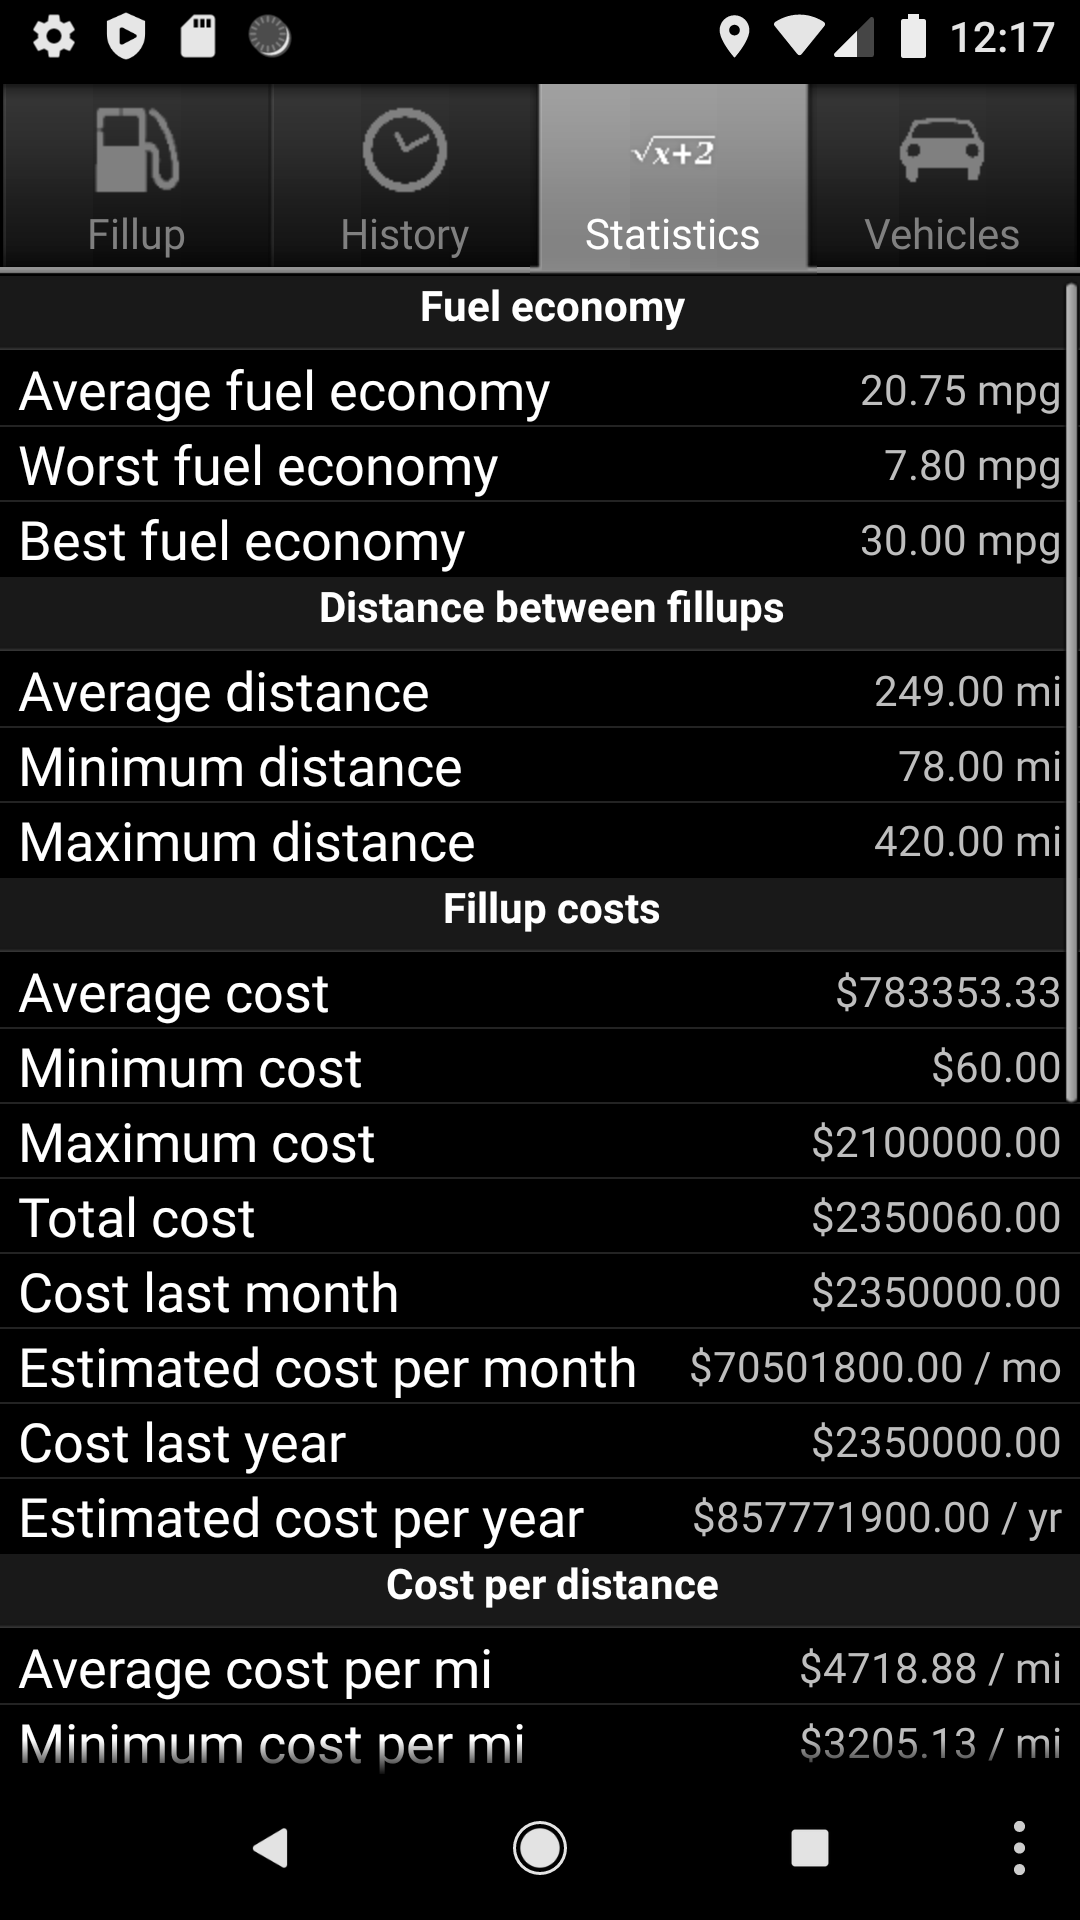 12:17
Fillup
History
√x+2
Statistics
Vehicles
Fuel economy
Average fuel economy 20.75 mpg
Worst fuel economy 7.80 mpg
Best fuel economy 30.00 mpg
Distance between fillups
Average distance 249.00 mi
Minimum distance 78.00 mi
Maximum distance 420.00 mi
Fillup costs
Average cost $783353.33
Minimum cost $60.00
Maximum cost $2100000.00
Total cost $2350060.00
Cost last month $2350000.00
Estimated cost per month $70501800.00 / mo
Cost last year $2350000.00
Estimated cost per year $857771900.00 / yr
Cost per distance
Average cost per mi $4718.88 / mi
Minimum cost per mi $3205.13 / mi